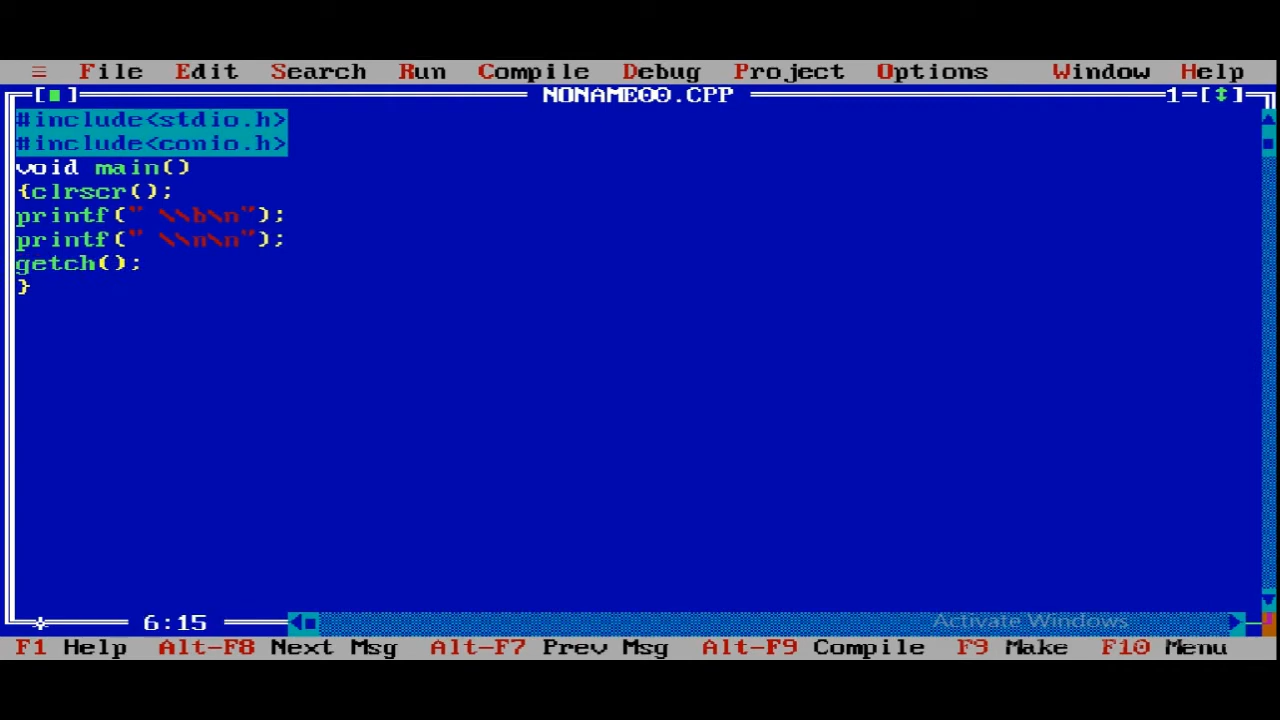 ≡ File Edit Search Run Compile Debug Project Options Window Help
[■] NONAME00.CPP 1=[↕]
#include<stdio.h>
#include<conio.h>
void main()
{clrscr();
printf(" \\b\n");
printf(" \\n\n");
getch();
}
6:15
Activate Windows
F1 Help Alt-F8 Next Msg Alt-F7 Prev Msg Alt-F9 Compile F9 Make F10 Menu